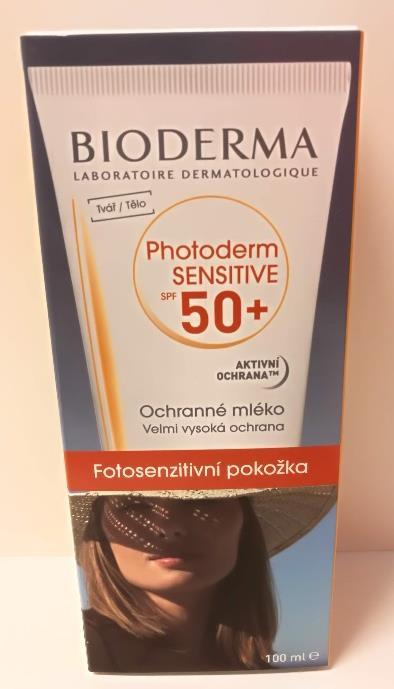 BIODERMA
LABORATOIRE DERMATOLOGIQUE
Tvář / Tělo
Photoderm
SENSITIVE
SPF 50+
AKTIVNÍ
OCHRANA™
Ochranné mléko
Velmi vysoká ochrana
Fotosenzitivní pokožka
100 ml ℮